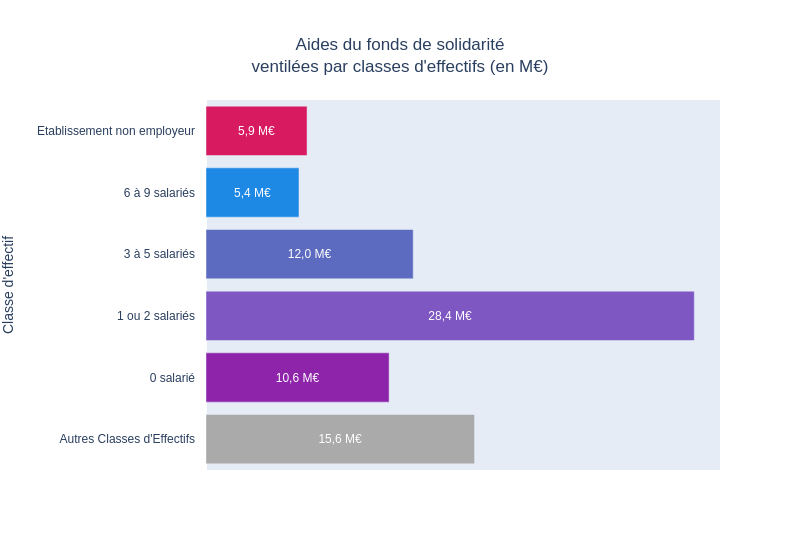 Aides du fonds de solidarité
ventilées par classes d'effectifs (en M€)
Classe d'effectif
Etablissement non employeur
5,9 M€
6 à 9 salariés
5,4 M€
3 à 5 salariés
12,0 M€
1 ou 2 salariés
28,4 M€
0 salarié
10,6 M€
Autres Classes d'Effectifs
15,6 M€